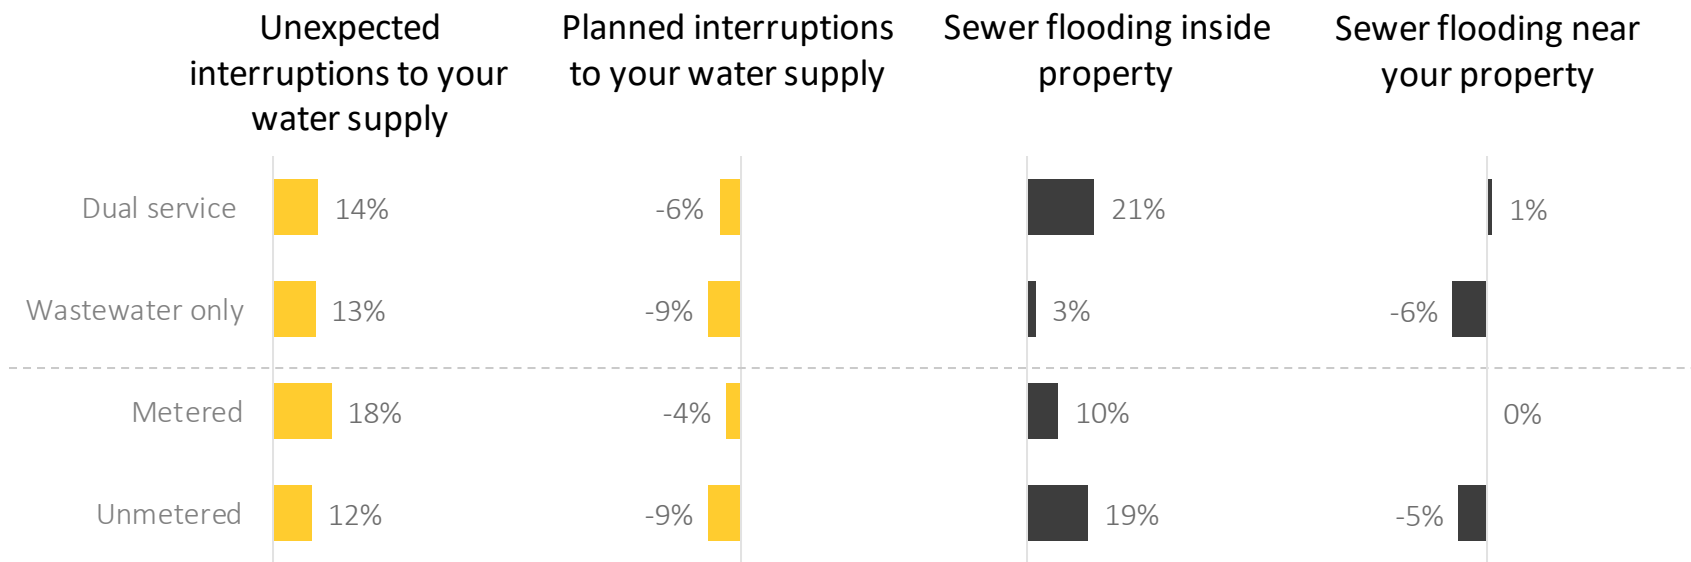 Unexpected
interruptions to your
water supply
Planned interruptions
to your water supply
Sewer flooding inside
property
Sewer flooding near
your property
Dual service 14% -6% 21% 1%
Wastewater only 13% -9% 3% -6%
Metered 18% -4% 10% 0%
Unmetered 12% -9% 19% -5%